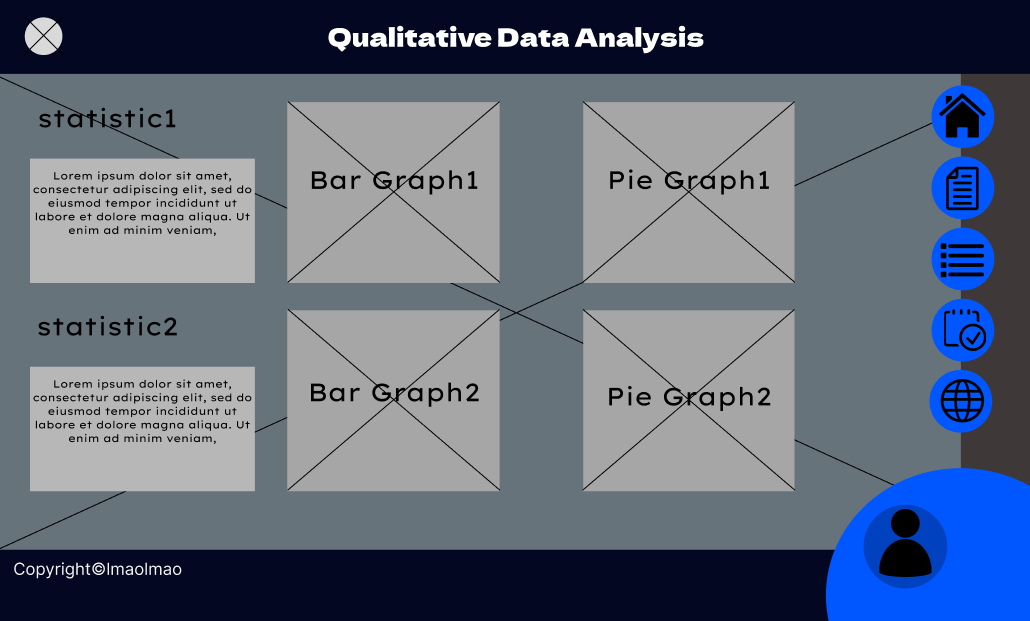 Qualitative Data Analysis
statistic1
Lorem ipsum dolor sit amet,
consectetur adipiscing elit, sed do
eiusmod tempor incididunt ut
labore et dolore magna aliqua. Ut
enim ad minim veniam,
Bar Graph1
Pie Graph1
statistic2
Lorem ipsum dolor sit amet,
consectetur adipiscing elit, sed do
eiusmod tempor incididunt ut
labore et dolore magna aliqua. Ut
enim ad minim veniam,
Bar Graph2
Pie Graph2
Copyright©lmaolmao